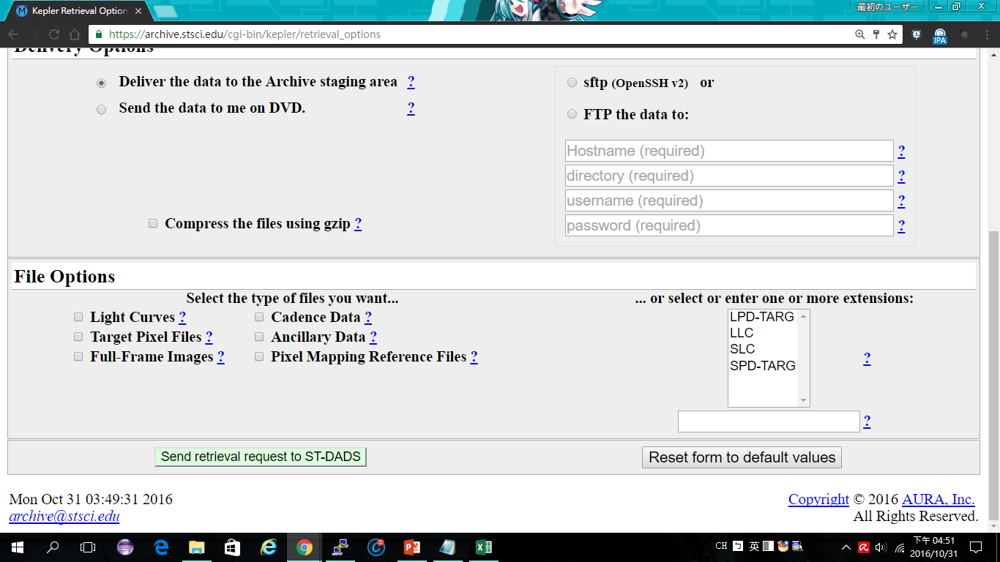 Kepler Retrieval Option
最初のユーザー
https://archive.stsci.edu/cgi-bin/kepler/retrieval_options
IPA
Delivery Options
Deliver the data to the Archive staging area ?
Send the data to me on DVD. ?
Compress the files using gzip ?
sftp (OpenSSH v2) or
FTP the data to:
Hostname (required) ?
directory (required) ?
username (required) ?
password (required) ?
File Options
Select the type of files you want...
Light Curves ? Cadence Data ?
Target Pixel Files ? Ancillary Data ?
Full-Frame Images ? Pixel Mapping Reference Files ?
... or select or enter one or more extensions:
LPD-TARG
LLC
SLC
SPD-TARG
?
?
Send retrieval request to ST-DADS
Reset form to default values
Mon Oct 31 03:49:31 2016
archive@stsci.edu
Copyright © 2016 AURA, Inc.
All Rights Reserved.
CH 英
下午 04:51
2016/10/31